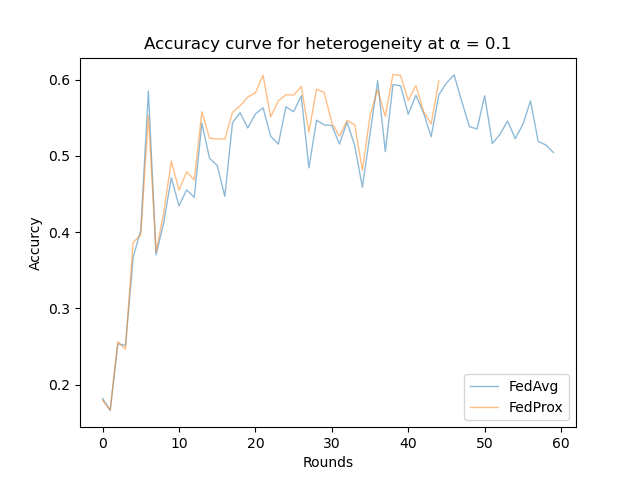 Accuracy curve for heterogeneity at α = 0.1
Accurcy
0.6
0.5
0.4
0.3
0.2
0
10
20
30
40
50
60
Rounds
FedAvg
FedProx